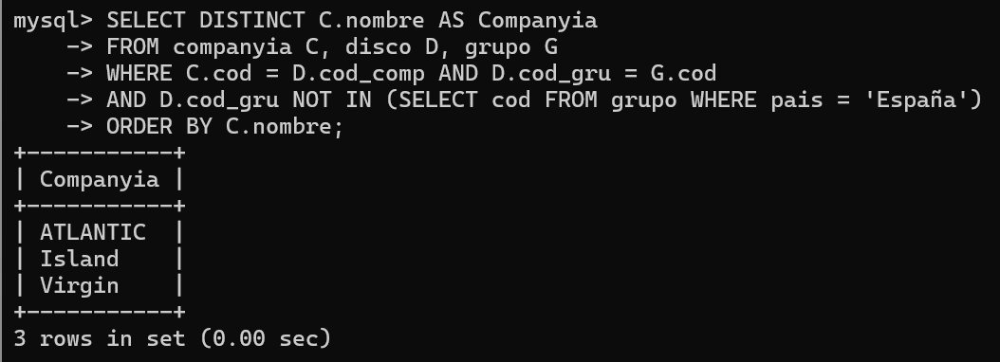 mysql> SELECT DISTINCT C.nombre AS Companyia
    -> FROM companyia C, disco D, grupo G
    -> WHERE C.cod = D.cod_comp AND D.cod_gru = G.cod
    -> AND D.cod_gru NOT IN (SELECT cod FROM grupo WHERE pais = 'España')
    -> ORDER BY C.nombre;
+-----------+
| Companyia |
+-----------+
| ATLANTIC  |
| Island    |
| Virgin    |
+-----------+
3 rows in set (0.00 sec)